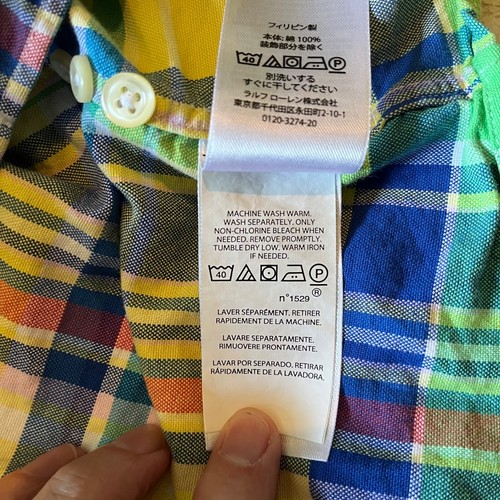 フィリピン製
本体: 綿 100%
装飾部分を除く
40 P
別洗いする
すぐに干してください
ラルフ ローレン株式会社
東京都千代田区永田町2-10-1
0120-3274-20
MACHINE WASH WARM.
WASH SEPARATELY. ONLY
NON-CHLORINE BLEACH WHEN
NEEDED. REMOVE PROMPTLY.
TUMBLE DRY LOW. WARM IRON
IF NEEDED.
40 P
®
n°1529
LAVER SÉPARÉMENT. RETIRER
RAPIDEMENT DE LA MACHINE.
LAVARE SEPARATAMENTE.
RIMUOVERE PRONTAMENTE.
LAVAR POR SEPARADO. RETIRAR
RÁPIDAMENTE DE LA LAVADORA.